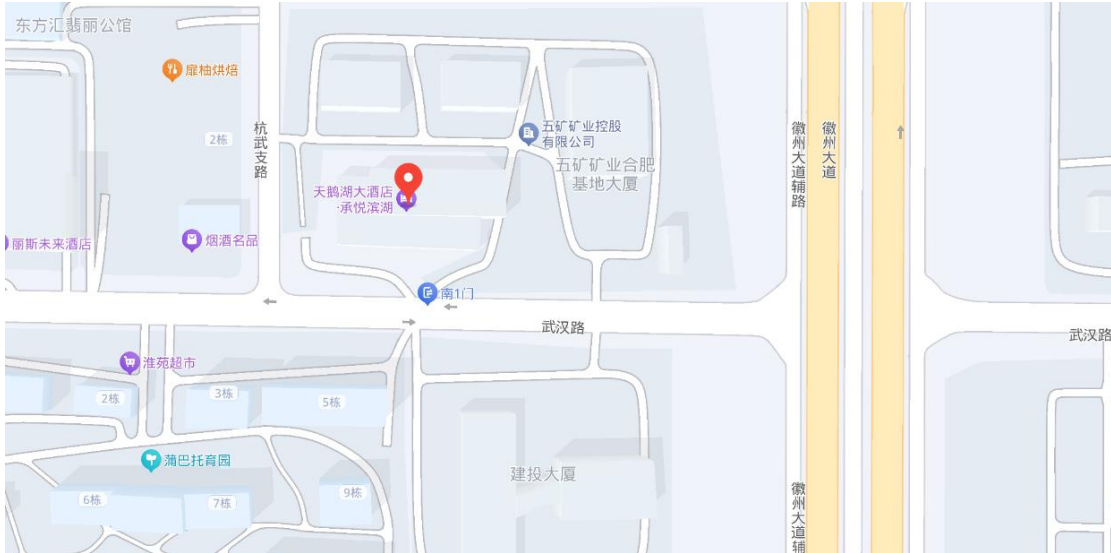 东方汇翡丽公馆
扉柚烘焙
2栋
杭武支路
五矿矿业控股
有限公司
五矿矿业合肥
基地大厦
徽州大道辅路
徽州大道
天鹅湖大酒店
·承悦滨湖
丽斯未来酒店
烟酒名品
南1门
武汉路
武汉路
淮苑超市
2栋
3栋
5栋
蒲巴托育园
建投大厦
6栋
7栋
9栋
徽州大道辅